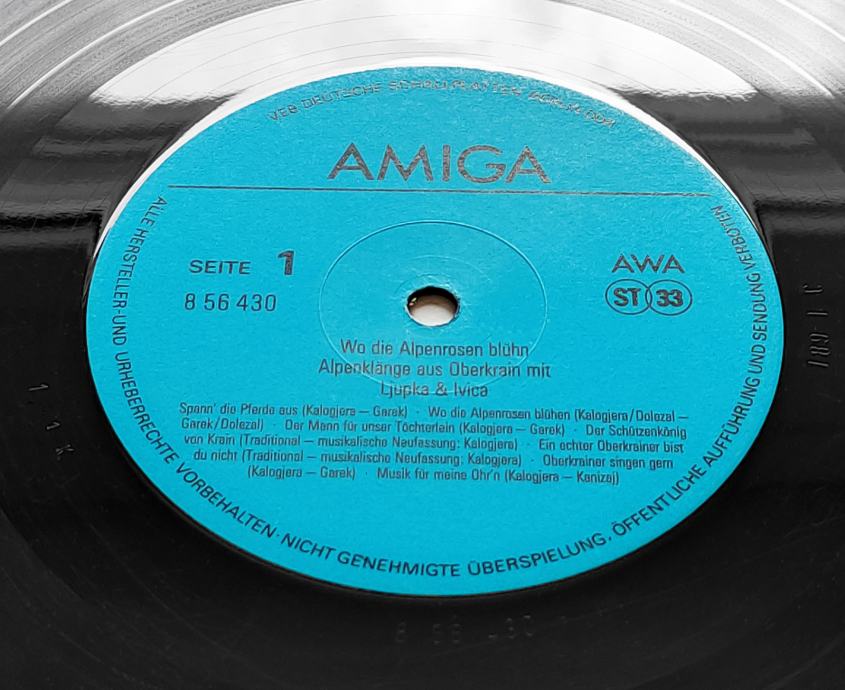 VEB DEUTSCHE SCHALLPLATTEN BERLIN DDR
AMIGA
SEITE 1
8 56 430
AWA
ST 33
Wo die Alpenrosen blühn
Alpenklänge aus Oberkrain mit
Ljupka & Ivica
Spann' die Pferde aus (Kalogjera – Garek) · Wo die Alpenrosen blühen (Kalogjera/Dolezal –
Garek/Dolezal) · Der Mann für unser Töchterlein (Kalogjera – Garek) · Der Schützenkönig
von Krain (Traditional – musikalische Neufassung: Kalogjera) · Ein echter Oberkrainer bist
du nicht (Traditional – musikalische Neufassung: Kalogjera) · Oberkrainer singen gern
(Kalogjera – Garek) · Musik für meine Ohr'n (Kalogjera – Kanizaj)
ALLE HERSTELLER- UND URHEBERRECHTE VORBEHALTEN · NICHT GENEHMIGTE ÜBERSPIELUNG, ÖFFENTLICHE AUFFÜHRUNG UND SENDUNG VERBOTEN
1 1 K